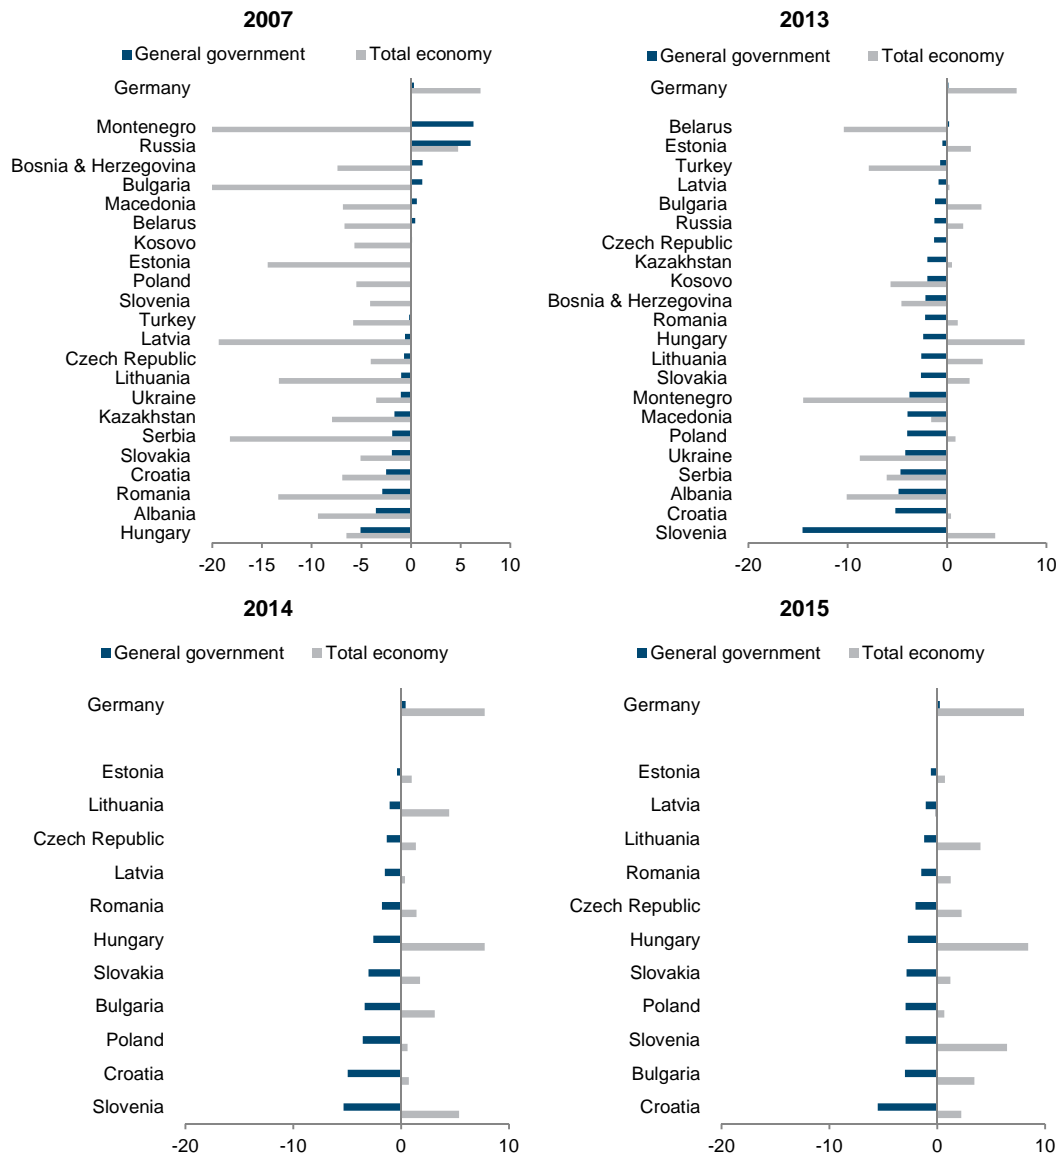 2007
General government Total economy
Germany
Montenegro
Russia
Bosnia & Herzegovina
Bulgaria
Macedonia
Belarus
Kosovo
Estonia
Poland
Slovenia
Turkey
Latvia
Czech Republic
Lithuania
Ukraine
Kazakhstan
Serbia
Slovakia
Croatia
Romania
Albania
Hungary
-20 -15 -10 -5 0 5 10
2013
General government Total economy
Germany
Belarus
Estonia
Turkey
Latvia
Bulgaria
Russia
Czech Republic
Kazakhstan
Kosovo
Bosnia & Herzegovina
Romania
Hungary
Lithuania
Slovakia
Montenegro
Macedonia
Poland
Ukraine
Serbia
Albania
Croatia
Slovenia
-20 -10 0 10
2014
General government Total economy
Germany
Estonia
Lithuania
Czech Republic
Latvia
Romania
Hungary
Slovakia
Bulgaria
Poland
Croatia
Slovenia
-20 -10 0 10
2015
General government Total economy
Germany
Estonia
Latvia
Lithuania
Romania
Czech Republic
Hungary
Slovakia
Poland
Slovenia
Bulgaria
Croatia
-20 -10 0 10